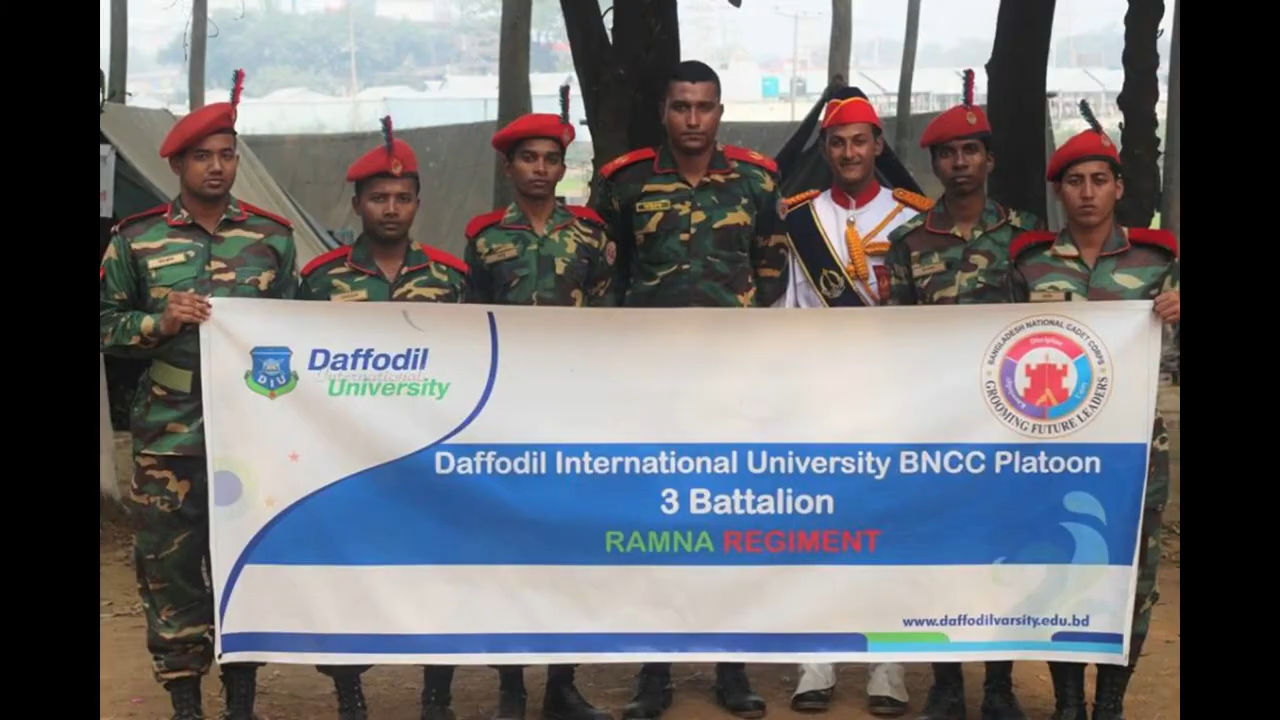 Daffodil
International
University
DIU
BANGLADESH NATIONAL CADET CORPS
Discipline
GROOMING FUTURE LEADERS
Daffodil International University BNCC Platoon
3 Battalion
RAMNA REGIMENT
www.daffodilvarsity.edu.bd